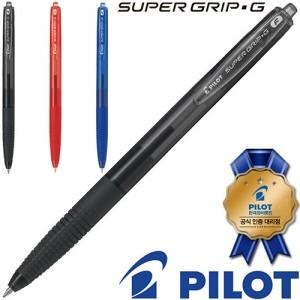 SUPER GRIP·G
PILOT SUPER GRIP·G
PILOT
공식 인증 대리점
PILOT